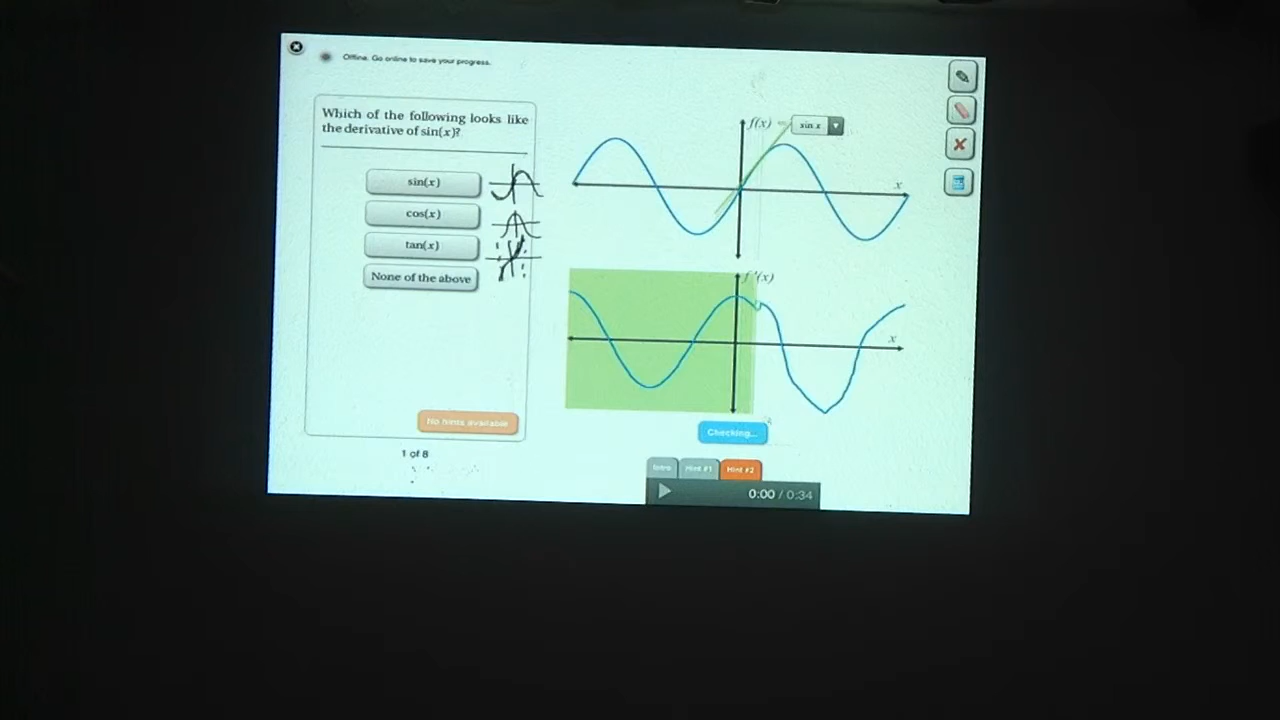 Offline. Go online to save your progress.
Which of the following looks like
the derivative of sin(x)?
sin(x)
cos(x)
tan(x)
None of the above
No hints available
1 of 8
f(x) =
sin x
x
f'(x)
x
Checking...
Intro
Hint #1
Hint #2
0:00 / 0:34